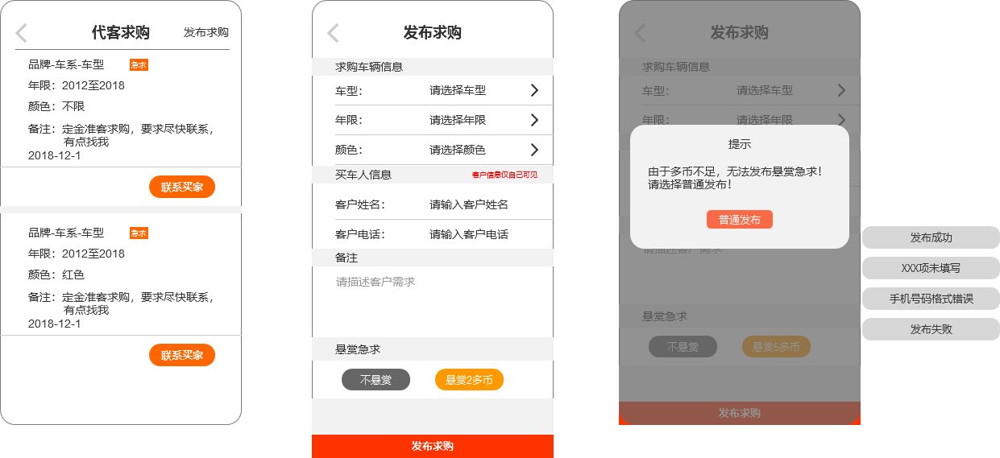 代客求购
发布求购
品牌-车系-车型
急求
年限：2012至2018
颜色：不限
备注：定金准客求购，要求尽快联系，
有点找我
2018-12-1
联系买家
品牌-车系-车型
急求
年限：2012至2018
颜色：红色
备注：定金准客求购，要求尽快联系，
有点找我
2018-12-1
联系买家
发布求购
求购车辆信息
车型：
请选择车型
年限：
请选择年限
颜色：
请选择颜色
买车人信息
客户信息仅自己可见
客户姓名：
请输入客户姓名
客户电话：
请输入客户电话
备注
请描述客户需求
悬赏急求
不悬赏
悬赏2多币
发布求购
发布求购
求购车辆信息
车型：
请选择车型
年限：
请选择年限
提示
由于多币不足，无法发布悬赏急求！
请选择普通发布！
普通发布
请描述客户需求
悬赏急求
不悬赏
悬赏5多币
发布求购
发布成功
XXX项未填写
手机号码格式错误
发布失败